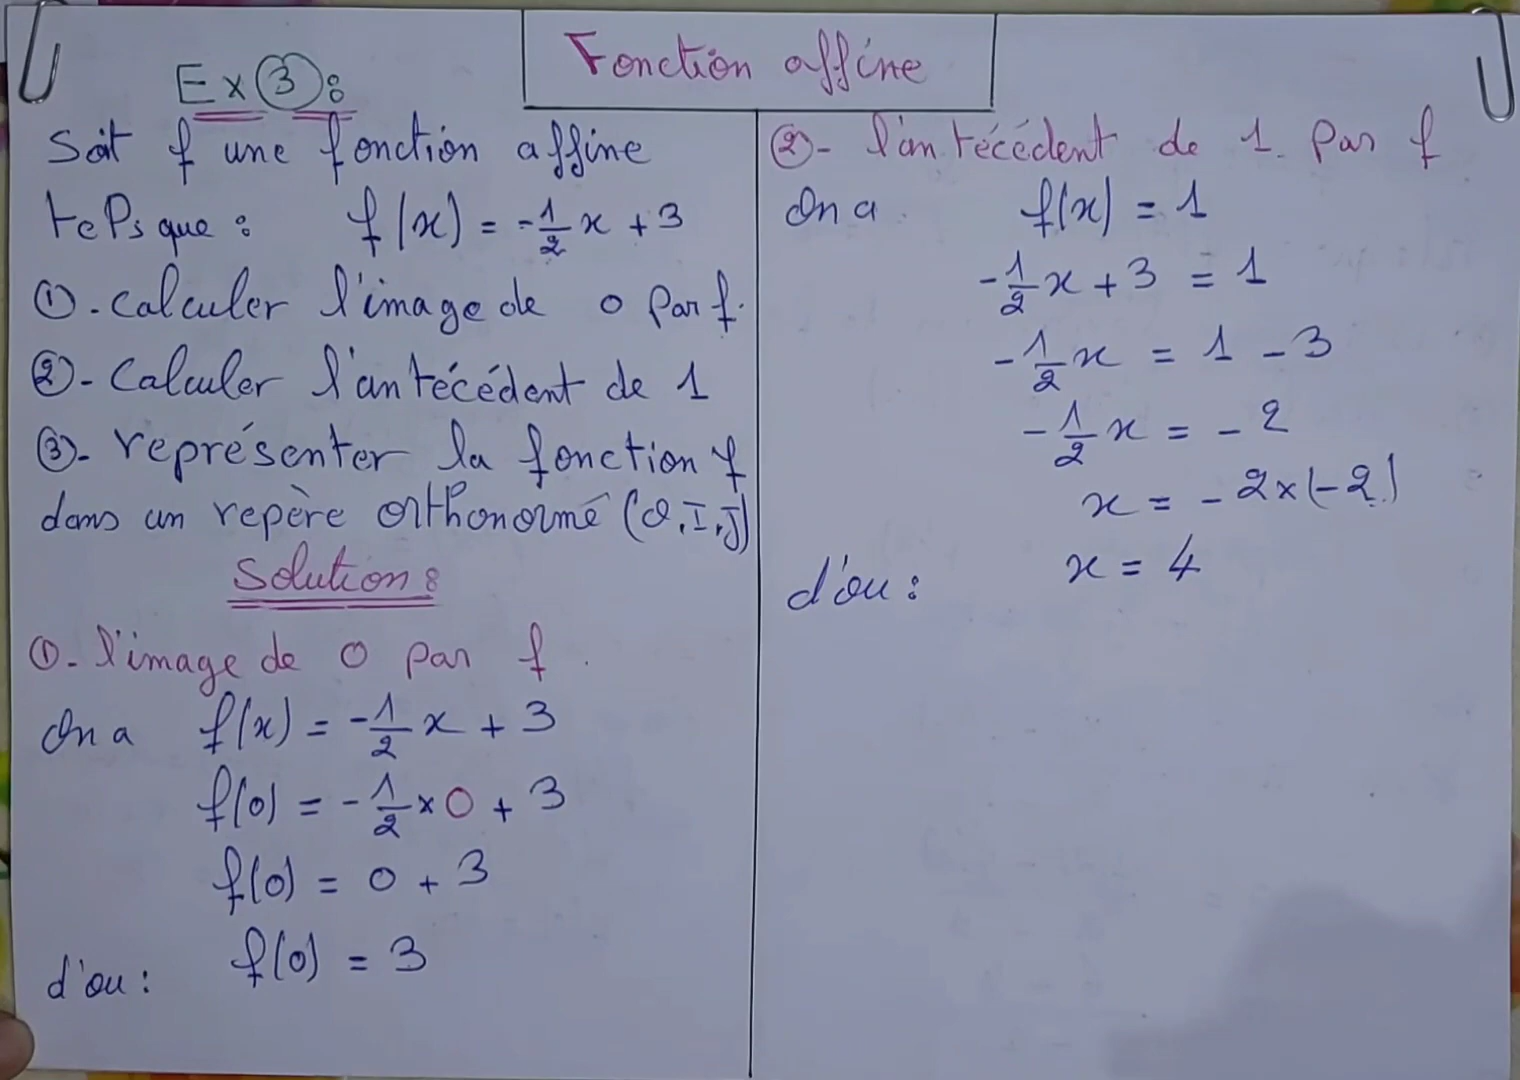 Fonction affine
Ex 3 :
Soit f une fonction affine
tels que : f(x) = -1/2 x + 3
① - calculer l'image de 0 par f.
② - Calculer l'antécédent de 1
③ - représenter la fonction f
dans un repère orthonormé (O,I,J)
Solution :
① - l'image de 0 par f.
On a f(x) = -1/2 x + 3
f(0) = -1/2 × 0 + 3
f(0) = 0 + 3
d'ou : f(0) = 3
② - l'antécédent de 1 par f
On a f(x) = 1
-1/2 x + 3 = 1
-1/2 x = 1 - 3
-1/2 x = - 2
x = - 2×(-2)
d'ou : x = 4